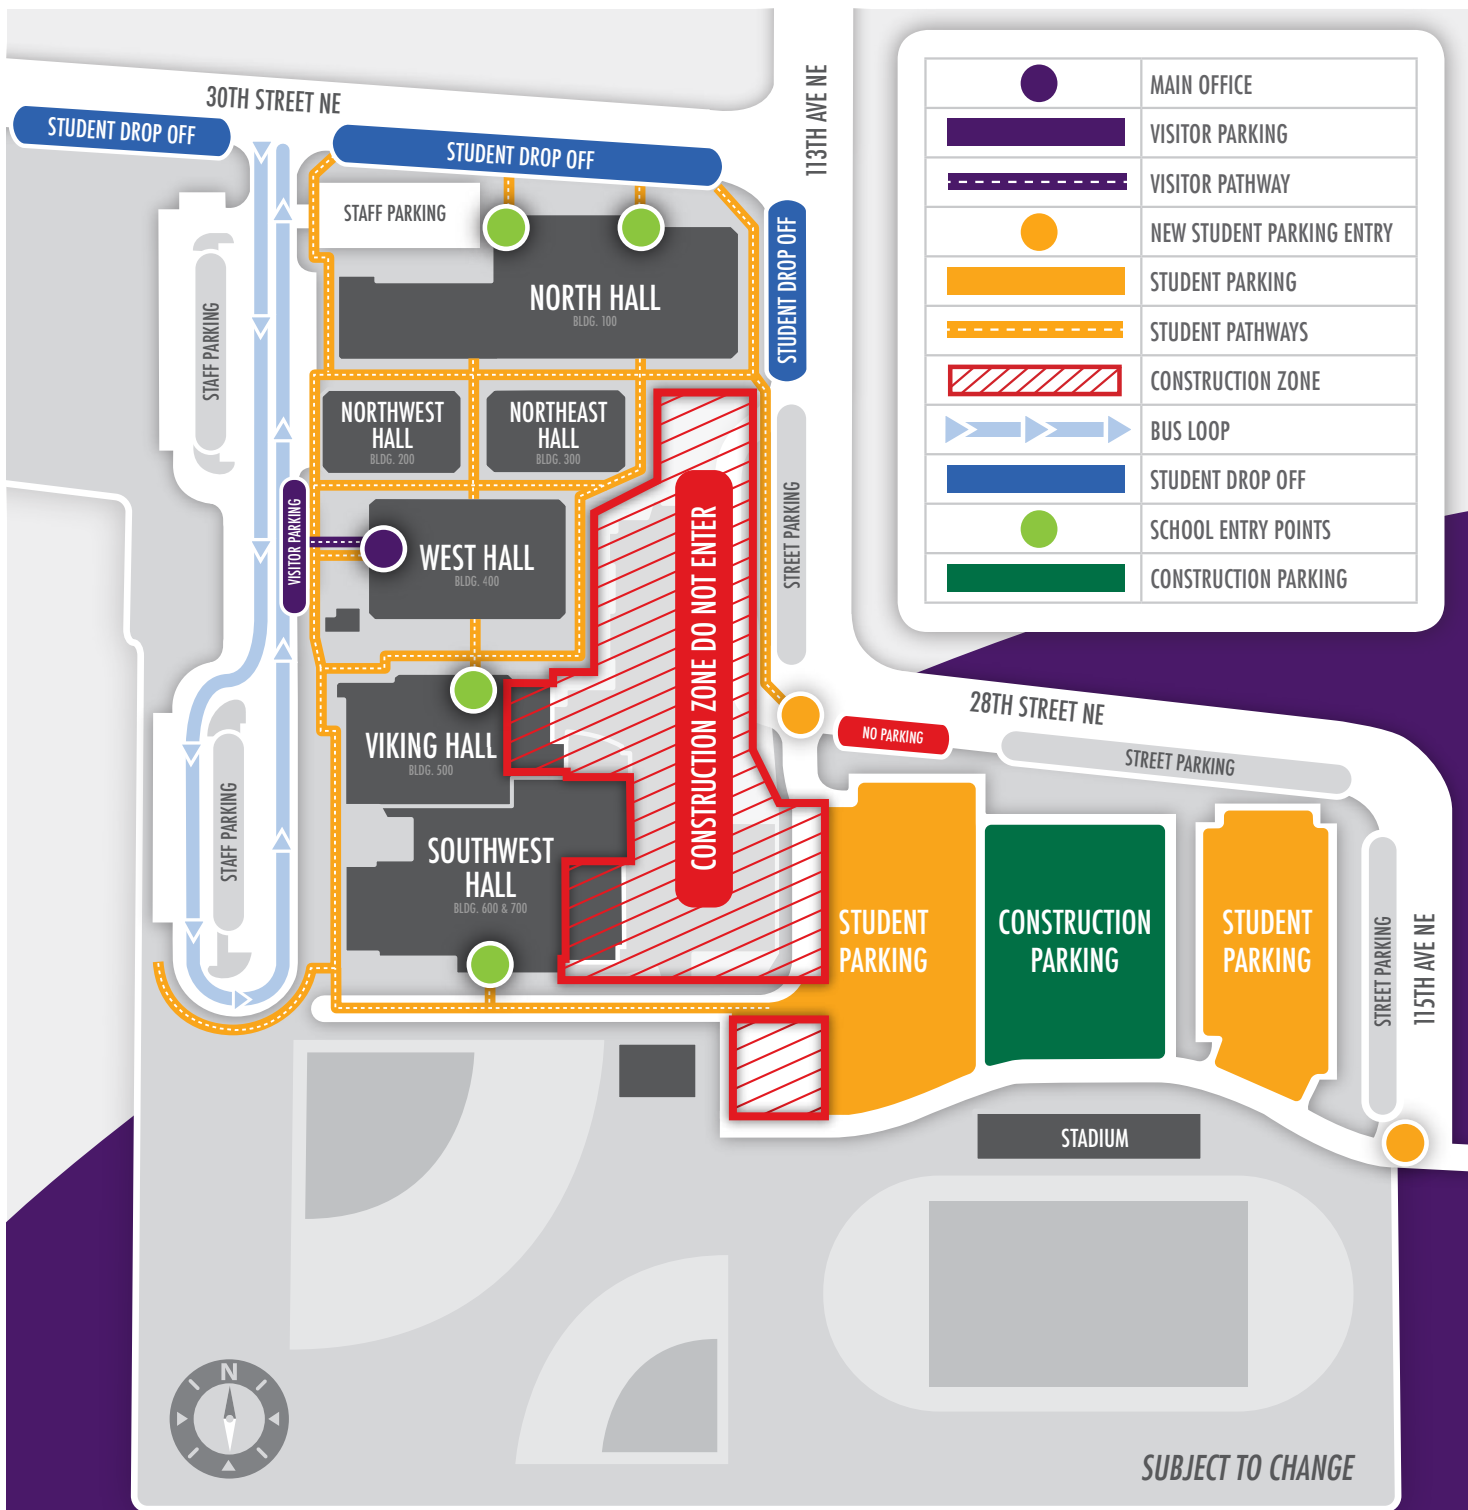 30TH STREET NE
113TH AVE NE
STUDENT DROP OFF
STUDENT DROP OFF
STUDENT DROP OFF
STAFF PARKING
STAFF PARKING
NORTH HALL
BLDG. 100
NORTHWEST
HALL
BLDG. 200
NORTHEAST
HALL
BLDG. 300
VISITOR PARKING
WEST HALL
BLDG. 400
STREET PARKING
CONSTRUCTION ZONE DO NOT ENTER
VIKING HALL
BLDG. 500
STAFF PARKING
SOUTHWEST
HALL
BLDG. 600 & 700
28TH STREET NE
NO PARKING
STREET PARKING
STUDENT
PARKING
CONSTRUCTION
PARKING
STUDENT
PARKING
STREET PARKING
115TH AVE NE
STADIUM
MAIN OFFICE
VISITOR PARKING
VISITOR PATHWAY
NEW STUDENT PARKING ENTRY
STUDENT PARKING
STUDENT PATHWAYS
CONSTRUCTION ZONE
BUS LOOP
STUDENT DROP OFF
SCHOOL ENTRY POINTS
CONSTRUCTION PARKING
N
SUBJECT TO CHANGE